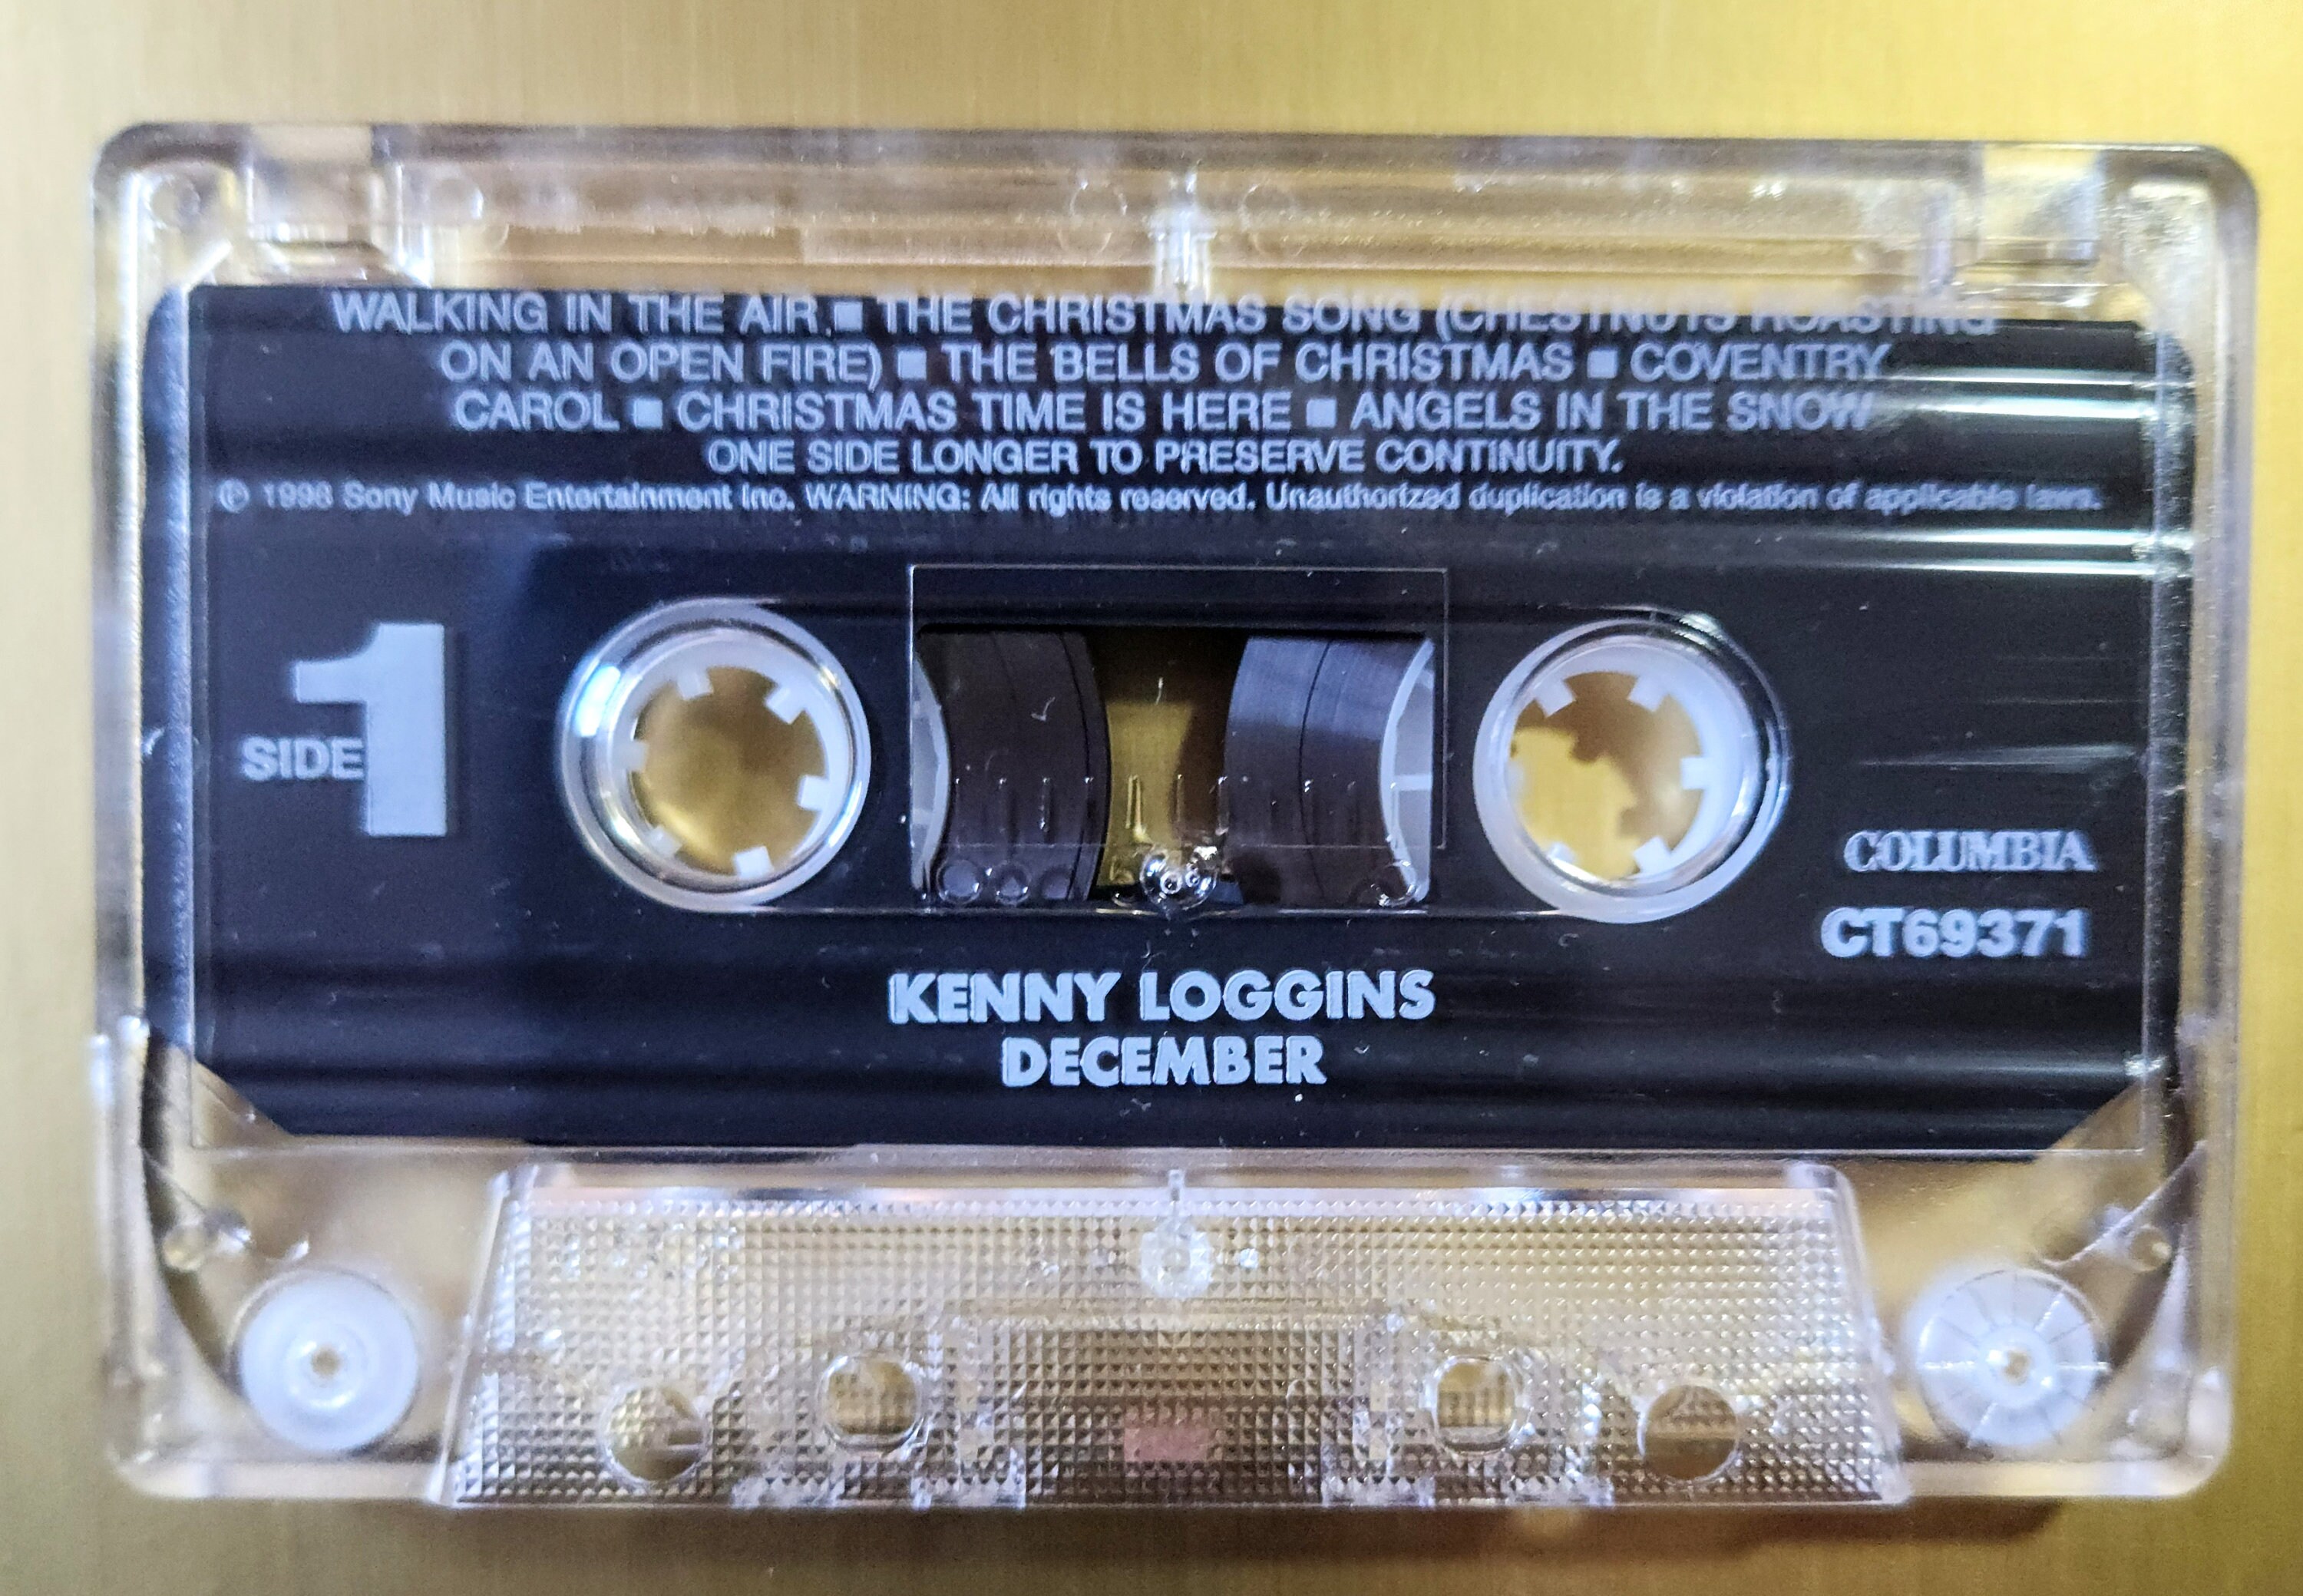 WALKING IN THE AIR ■ THE CHRISTMAS SONG (CHESTNUTS ROASTING
ON AN OPEN FIRE) ■ THE BELLS OF CHRISTMAS ■ COVENTRY
CAROL ■ CHRISTMAS TIME IS HERE ■ ANGELS IN THE SNOW
ONE SIDE LONGER TO PRESERVE CONTINUITY.
℗ 1998 Sony Music Entertainment Inc. WARNING: All rights reserved. Unauthorized duplication is a violation of applicable laws.
SIDE 1
COLUMBIA
CT69371
KENNY LOGGINS
DECEMBER